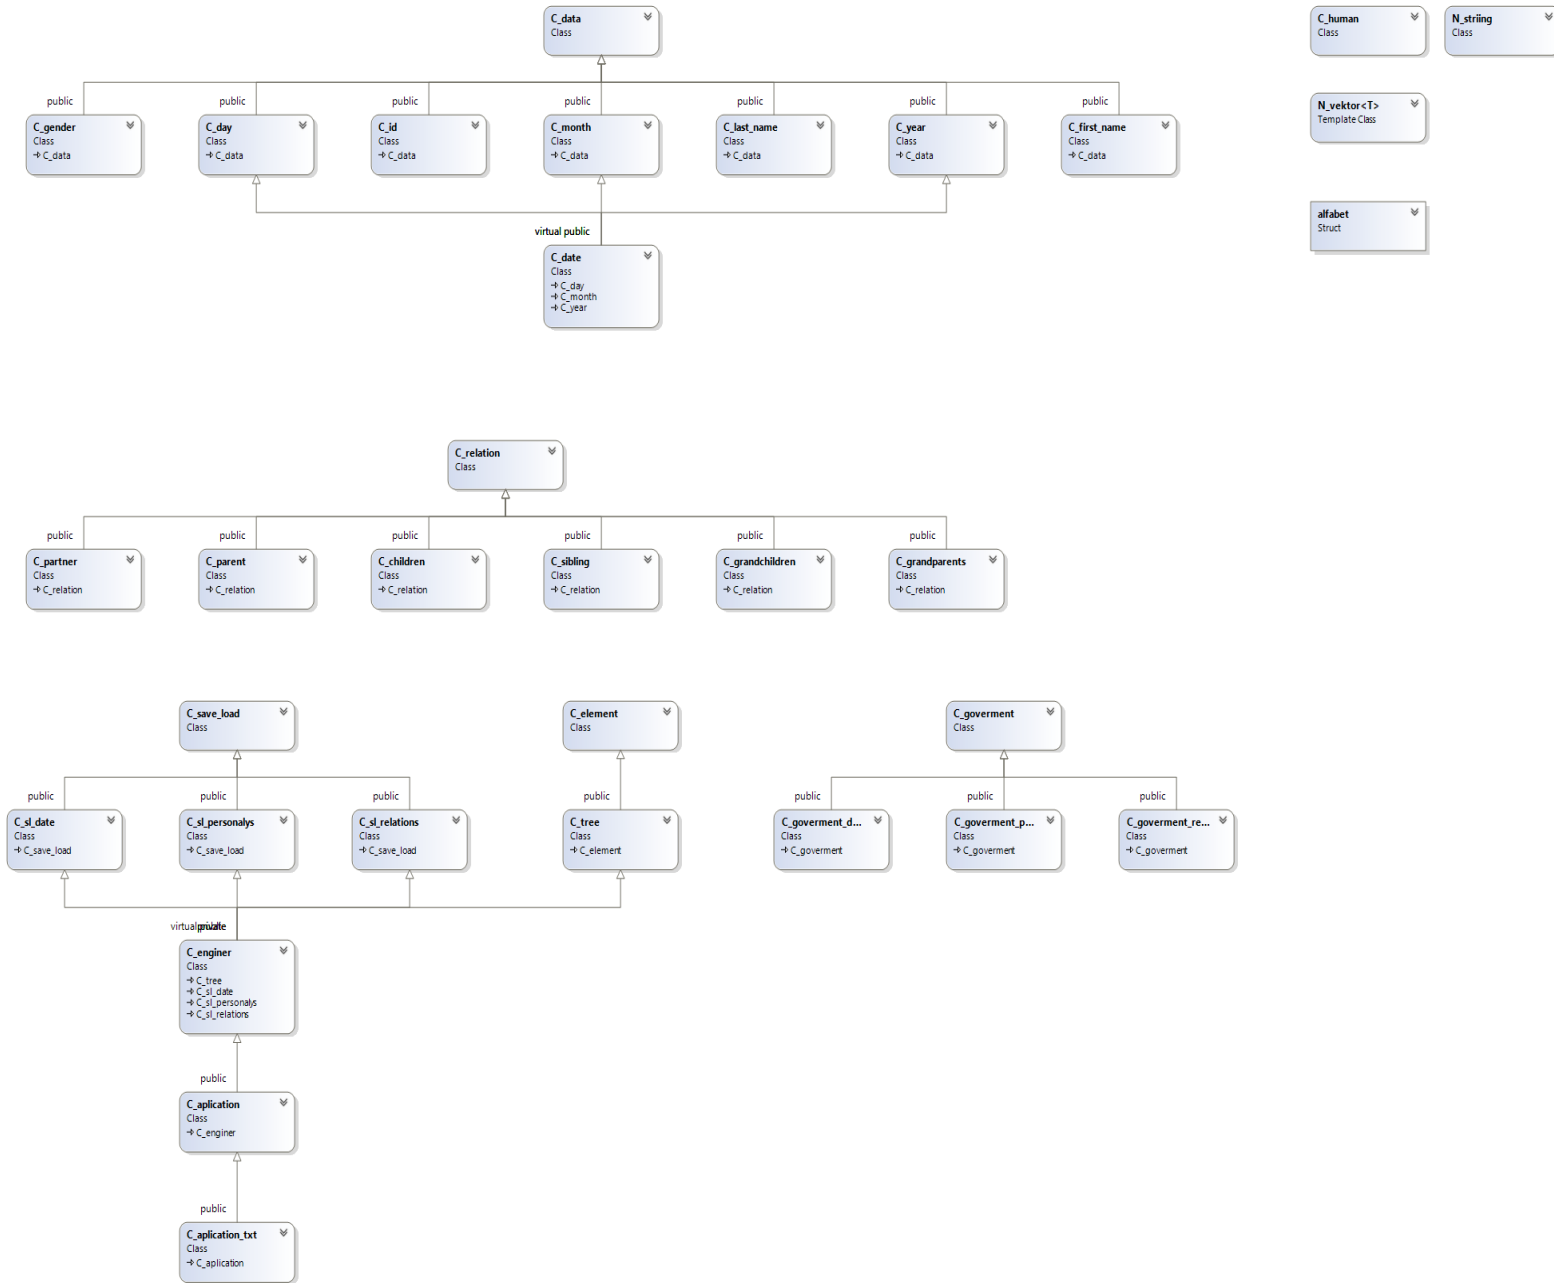 C_data
Class
C_human
Class
N_striing
Class
N_vektor<T>
Template Class
alfabet
Struct
public
C_gender
Class
C_data
public
C_day
Class
C_data
public
C_id
Class
C_data
public
C_month
Class
C_data
public
C_last_name
Class
C_data
public
C_year
Class
C_data
public
C_first_name
Class
C_data
virtual public
C_date
Class
C_day
C_month
C_year
C_relation
Class
public
C_partner
Class
C_relation
public
C_parent
Class
C_relation
public
C_children
Class
C_relation
public
C_sibling
Class
C_relation
public
C_grandchildren
Class
C_relation
public
C_grandparents
Class
C_relation
C_save_load
Class
C_element
Class
C_goverment
Class
public
C_sl_date
Class
C_save_load
public
C_sl_personalys
Class
C_save_load
public
C_sl_relations
Class
C_save_load
public
C_tree
Class
C_element
public
C_goverment_d...
Class
C_goverment
public
C_goverment_p...
Class
C_goverment
public
C_goverment_re...
Class
C_goverment
virtual private
C_enginer
Class
C_tree
C_sl_date
C_sl_personalys
C_sl_relations
public
C_aplication
Class
C_enginer
public
C_aplication_txt
Class
C_aplication